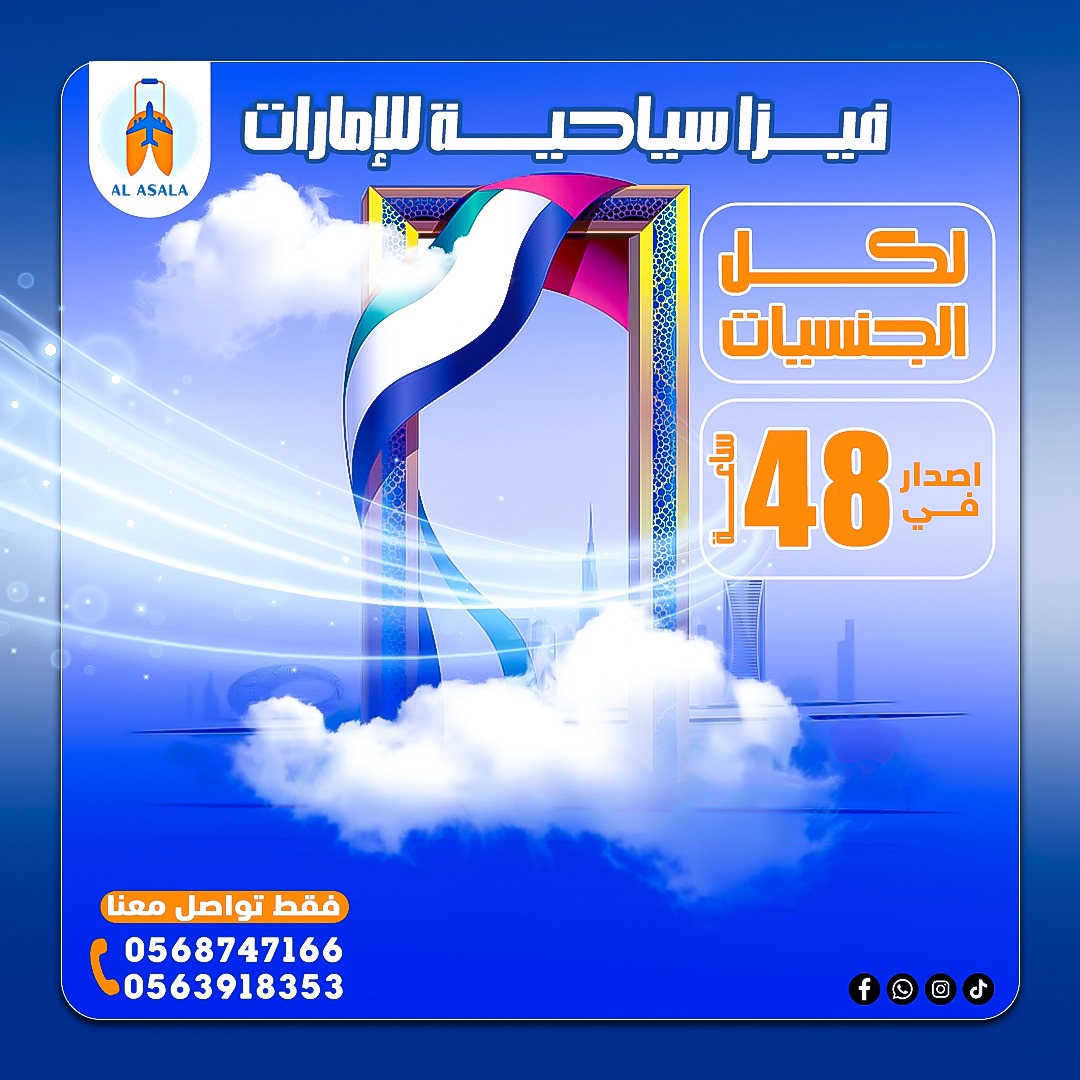 AL ASALA
فيزا سياحية للإمارات
لكل
الجنسيات
اصدار
في
48
ساعة
فقط تواصل معنا
0568747166
0563918353